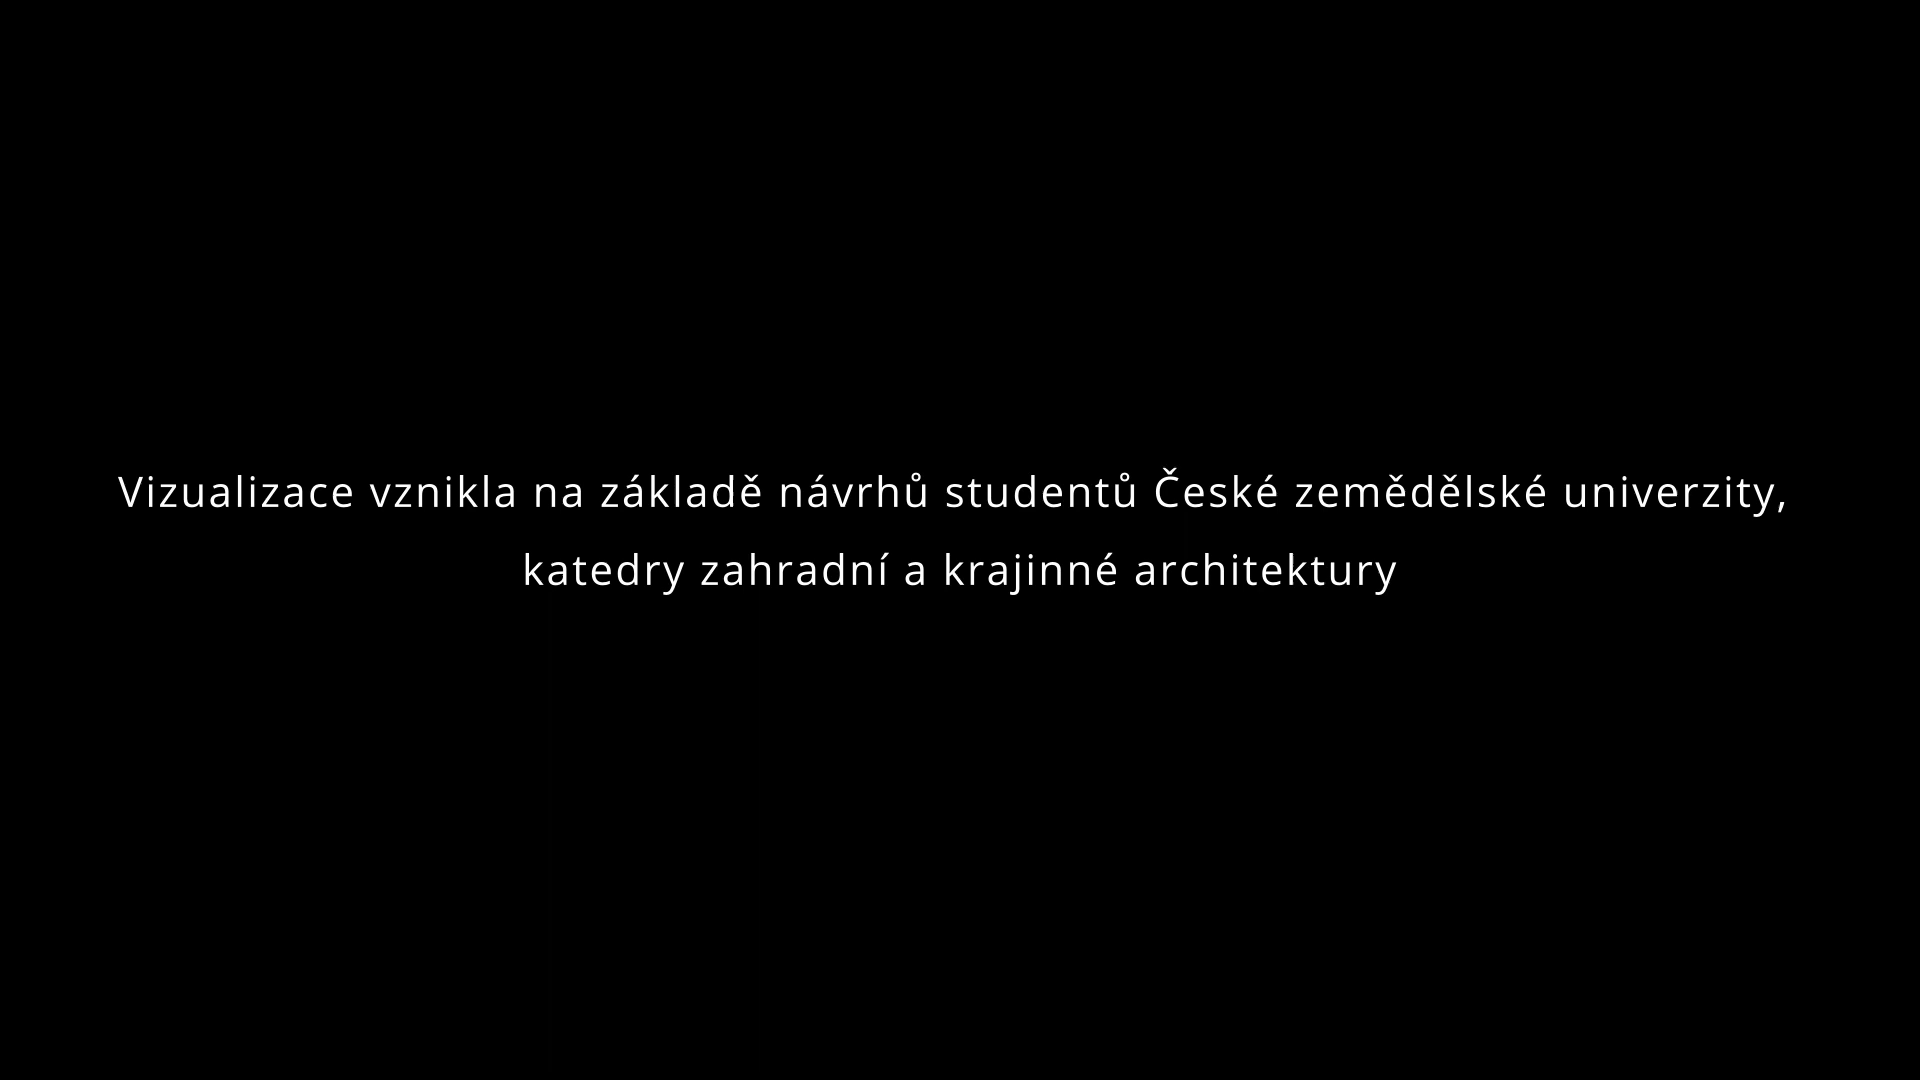 Vizualizace vznikla na základě návrhů studentů České zemědělské univerzity,
katedry zahradní a krajinné architektury